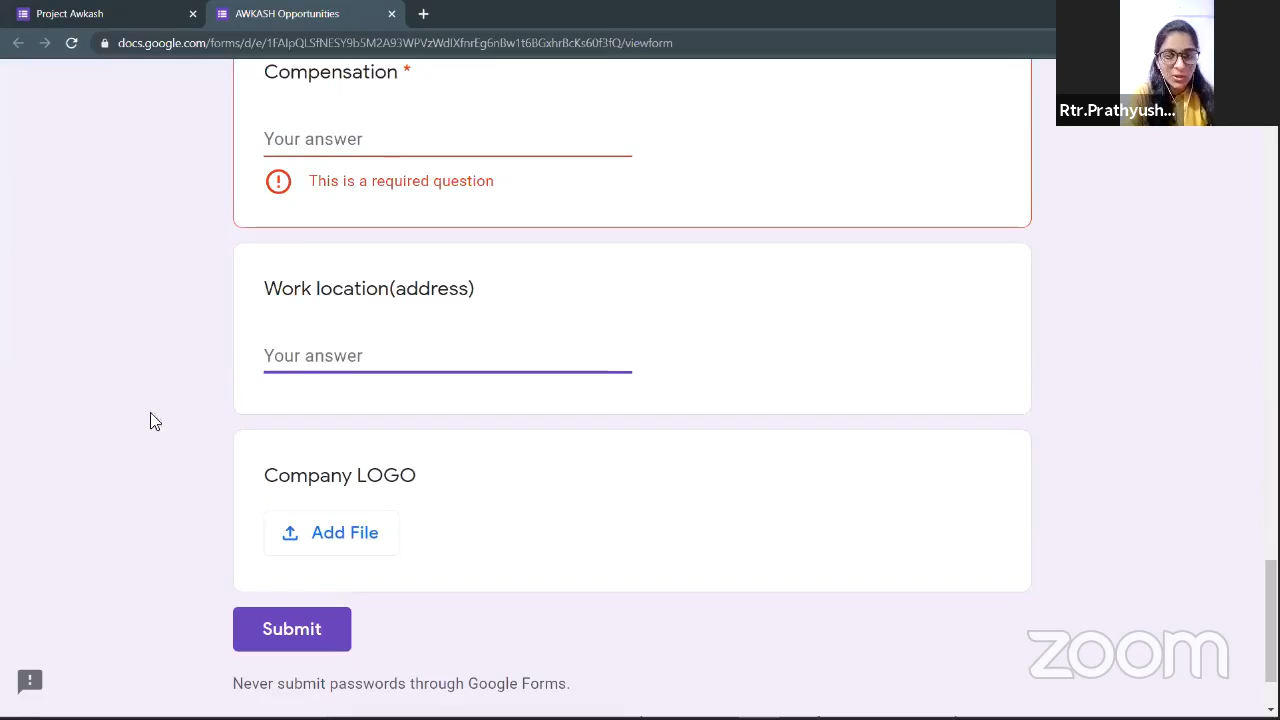 Project Awkash
AWKASH Opportunities
docs.google.com/forms/d/e/1FAIpQLSfNESY9b5M2A93WPVzWdIXfnrEg6nBw1t6BGxhrBcKs60f3fQ/viewform
Rtr.Prathyush...
Compensation *
Your answer
This is a required question
Work location(address)
Your answer
Company LOGO
Add File
Submit
Never submit passwords through Google Forms.
zoom